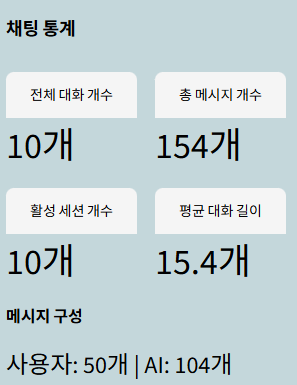 채팅 통계
전체 대화 개수
총 메시지 개수
10개
154개
활성 세션 개수
평균 대화 길이
10개
15.4개
메시지 구성
사용자: 50개 | AI: 104개